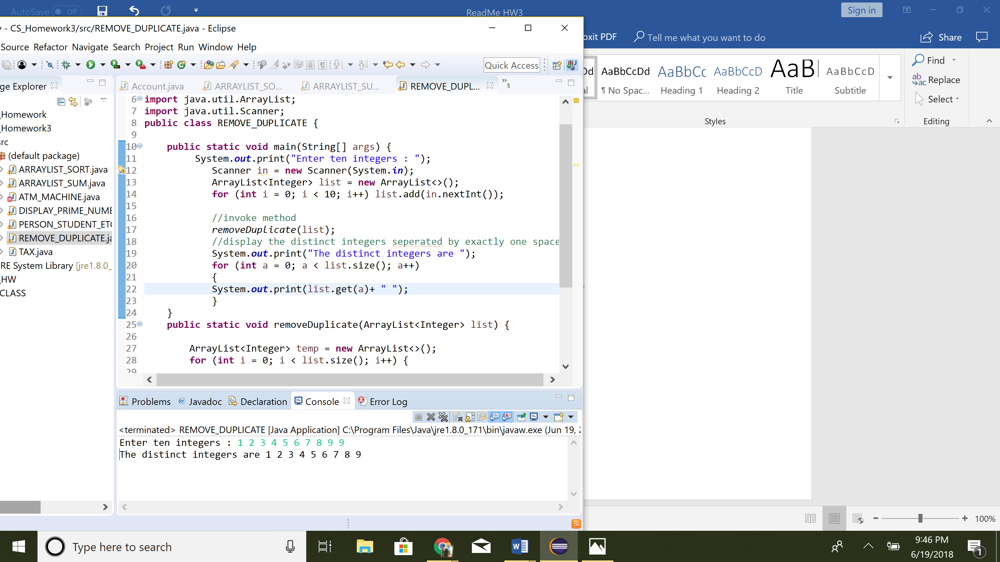 AutoSave Off
ReadMe HW3
Sign in
- CS_Homework3/src/REMOVE_DUPLICATE.java - Eclipse
oxit PDF
Tell me what you want to do
Share
Source Refactor Navigate Search Project Run Window Help
Quick Access
AaBbCcDd AaBbCc AaBbCcD AaB AaBbCcD
¶ No Spac... Heading 1 Heading 2 Title Subtitle
Styles
Find
Replace
Select
Editing
ge Explorer
_Homework
_Homework3
src
(default package)
ARRAYLIST_SORT.java
ARRAYLIST_SUM.java
ATM_MACHINE.java
DISPLAY_PRIME_NUME
PERSON_STUDENT_ETC
REMOVE_DUPLICATE.ja
TAX.java
RE System Library [jre1.8.0_
_HW
CLASS
Account.java ARRAYLIST_SO... ARRAYLIST_SU... REMOVE_DUPL... »3
6 import java.util.ArrayList;
7 import java.util.Scanner;
8 public class REMOVE_DUPLICATE {
9
10 public static void main(String[] args) {
11 System.out.print("Enter ten integers : ");
12 Scanner in = new Scanner(System.in);
13 ArrayList<Integer> list = new ArrayList<>();
14 for (int i = 0; i < 10; i++) list.add(in.nextInt());
15
16 //invoke method
17 removeDuplicate(list);
18 //display the distinct integers seperated by exactly one space
19 System.out.print("The distinct integers are ");
20 for (int a = 0; a < list.size(); a++)
21 {
22 System.out.print(list.get(a)+ " ");
23 }
24 }
25 public static void removeDuplicate(ArrayList<Integer> list) {
26
27 ArrayList<Integer> temp = new ArrayList<>();
28 for (int i = 0; i < list.size(); i++) {
29
Problems @ Javadoc Declaration Console Error Log
<terminated> REMOVE_DUPLICATE [Java Application] C:\Program Files\Java\jre1.8.0_171\bin\javaw.exe (Jun 19, 2
Enter ten integers : 1 2 3 4 5 6 7 8 9 9
The distinct integers are 1 2 3 4 5 6 7 8 9
100%
Type here to search
9:46 PM
6/19/2018
1